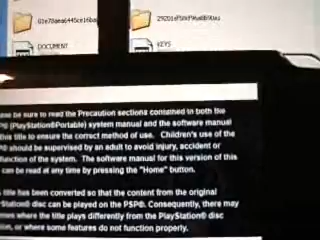 DOCUMENT
KEYS
be sure to read the Precaution sections contained in both the
(PlayStation®Portable) system manual and the software manual
this title to ensure the correct method of use. Children's use of the
should be supervised by an adult to avoid injury, accident or
function of the system. The software manual for this version of this
can be read at any time by pressing the "Home" button.
title has been converted so that the content from the original
Station® disc can be played on the PSP®. Consequently, there may
where the title plays differently from the PlayStation® disc
or where some features do not function properly.